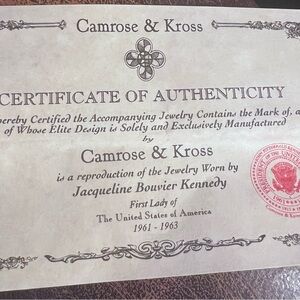 Camrose & Kross
CERTIFICATE OF AUTHENTICITY
ereby Certified the Accompanying Jewelry Contains the Mark of, a
of Whose Elite Design is Solely and Exclusively Manufactured
by
Camrose & Kross
is a reproduction of the Jewelry Worn by
Jacqueline Bouvier Kennedy
First Lady of
The United States of America
1961 - 1963